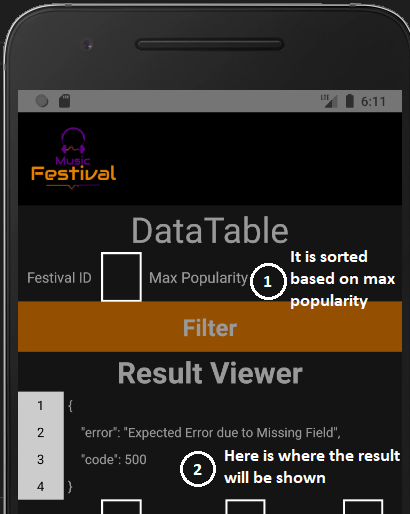 LTE 6:11
Music
Festival
DataTable
Festival ID Max Popularity
1
It is sorted
based on max
popularity
Filter
Result Viewer
1 {
2 "error": "Expected Error due to Missing Field",
3 "code": 500
4 }
2
Here is where the result
will be shown